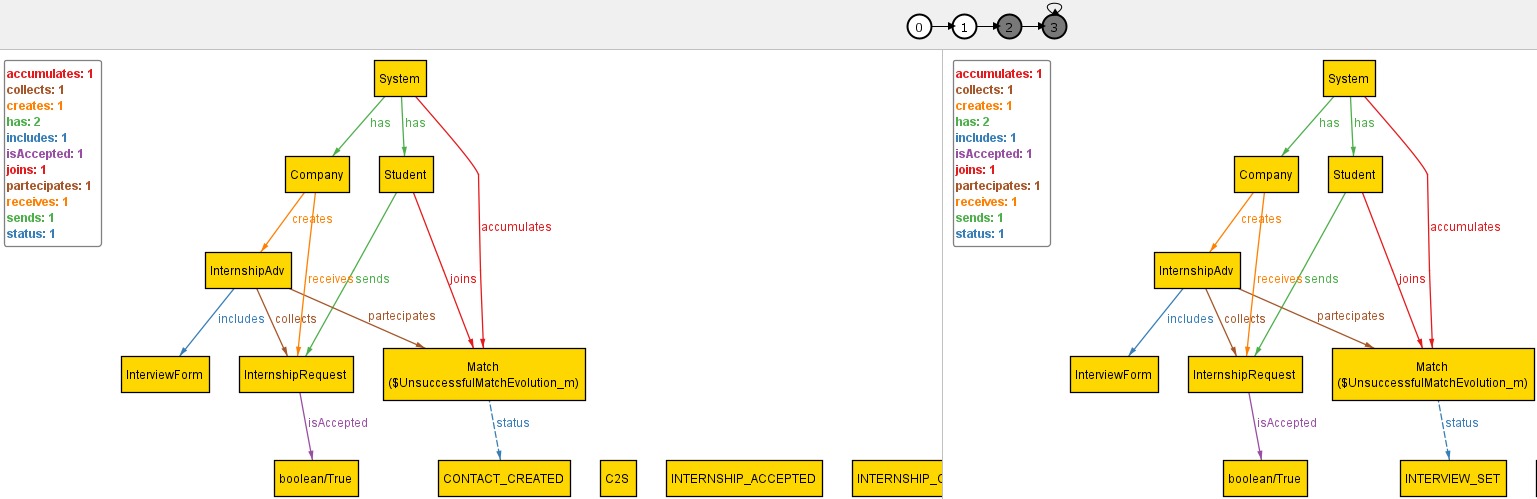 0 1 2 3
accumulates: 1
collects: 1
creates: 1
has: 2
includes: 1
isAccepted: 1
joins: 1
partecipates: 1
receives: 1
sends: 1
status: 1
System
has has
Company
Student
creates
accumulates
InternshipAdv
receives
sends
joins
includes
collects
partecipates
InterviewForm
InternshipRequest
Match
($UnsuccessfulMatchEvolution_m)
isAccepted
status
boolean/True
CONTACT_CREATED
C2S
INTERNSHIP_ACCEPTED
accumulates: 1
collects: 1
creates: 1
has: 2
includes: 1
isAccepted: 1
joins: 1
partecipates: 1
receives: 1
sends: 1
status: 1
System
has has
Company
Student
creates
accumulates
InternshipAdv
receives
sends
joins
includes
collects
partecipates
InterviewForm
InternshipRequest
Match
($UnsuccessfulMatchEvolution_m)
isAccepted
status
boolean/True
INTERVIEW_SET